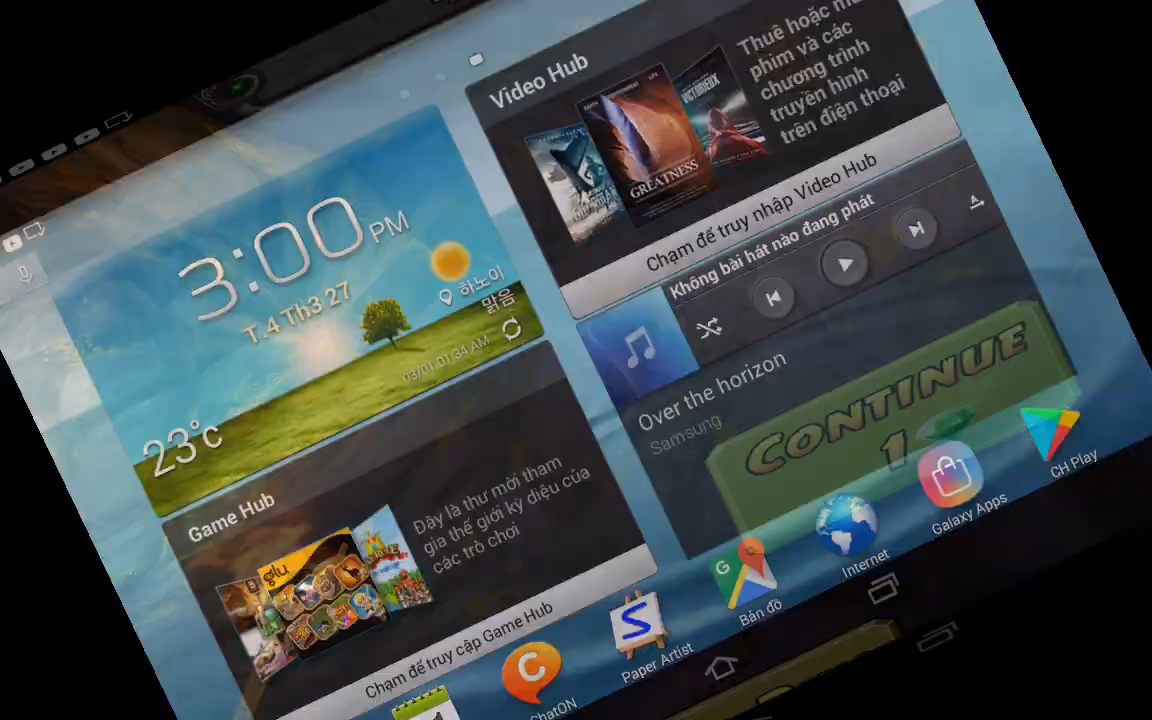 3:00 PM
T.4 Th3 27
하노이
맑음
13/01 01:34 AM
23°c
Video Hub
Thuê hoặc
phim và các
chương trình
truyền hình
trên điện thoại
GREATNESS
VICTORIEUX
Chạm để truy nhập Video Hub
Không bài hát nào đang phát
Over the horizon
Samsung
CONTINUE
1
Game Hub
Đây là thư mời tham
gia thế giới kỳ diệu của
các trò chơi
glu
Chạm để truy cập Game Hub
ChatON
Paper Artist
Bản đồ
Internet
Galaxy Apps
CH Play